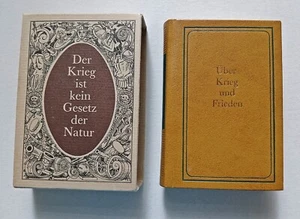 Der
Krieg
ist
kein
Gesetz
der
Natur
Über
Krieg
und
Frieden